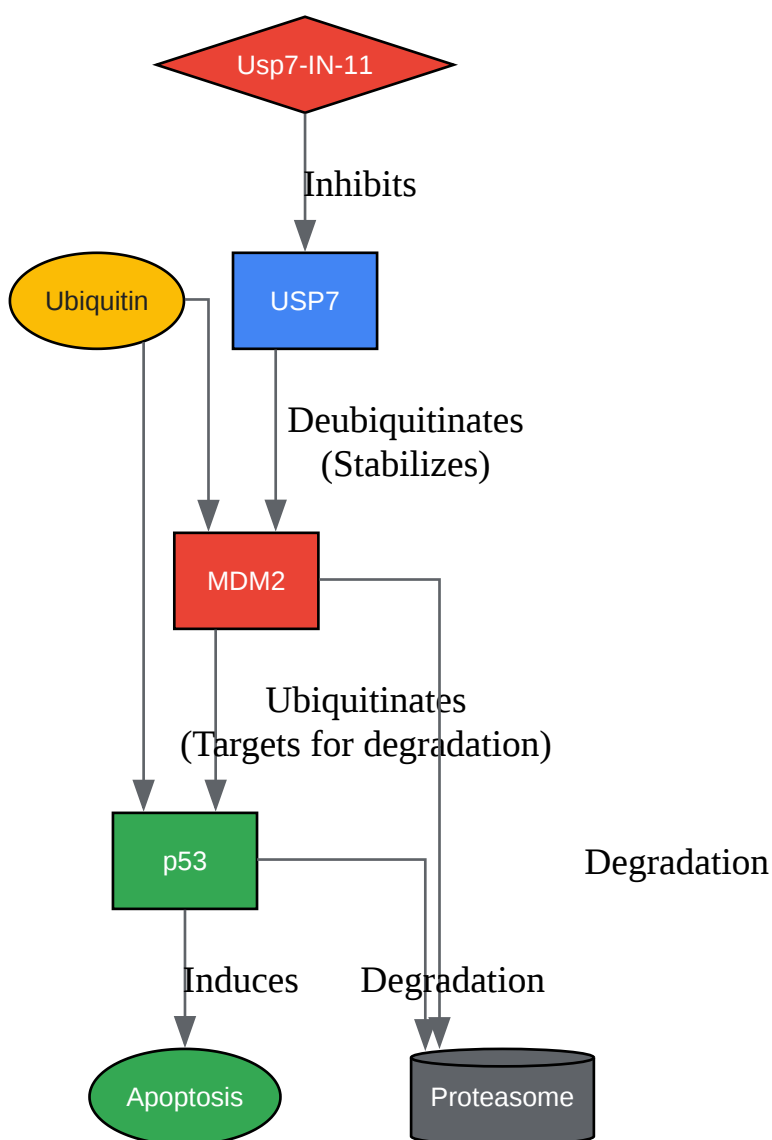 Usp7-IN-11
Inhibits
Ubiquitin
USP7
Deubiquitinates
(Stabilizes)
MDM2
Ubiquitinates
(Targets for degradation)
p53
Degradation
Induces
Degradation
Apoptosis
Proteasome